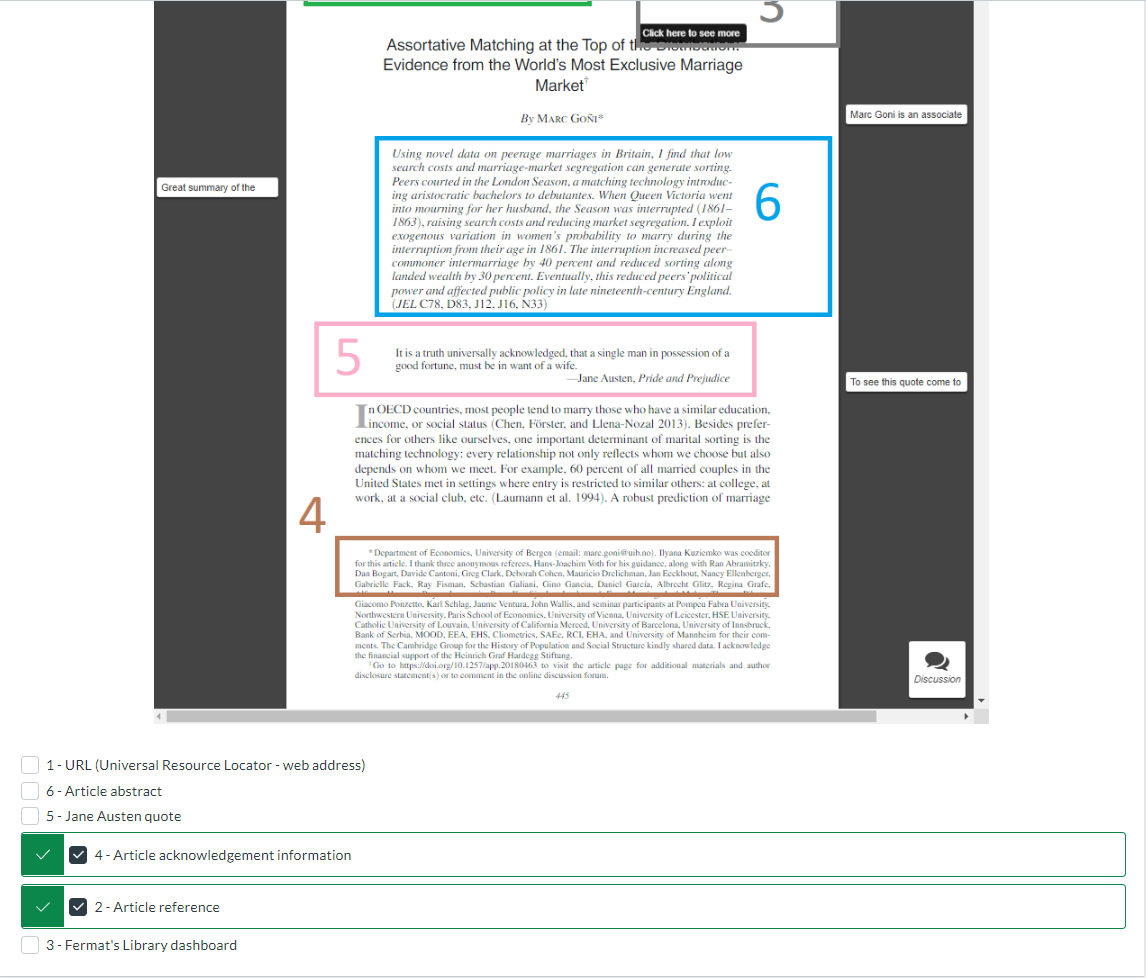 3
Click here to see more
Assortative Matching at the Top of the Distribution:
Evidence from the World's Most Exclusive Marriage
Market†
By Marc Goñi*
Marc Goni is an associate
Great summary of the
Using novel data on peerage marriages in Britain, I find that low
search costs and marriage-market segregation can generate sorting.
Peers courted in the London Season, a matching technology introduc-
ing aristocratic bachelors to debutantes. When Queen Victoria went
into mourning for her husband, the Season was interrupted (1861–
1863), raising search costs and reducing market segregation. I exploit
exogenous variation in women's probability to marry during the
interruption from their age in 1861. The interruption increased peer–
commoner intermarriage by 40 percent and reduced sorting along
landed wealth by 30 percent. Eventually, this reduced peers' political
power and affected public policy in late nineteenth-century England.
(JEL C78, D83, J12, J16, N33)
6
5
It is a truth universally acknowledged, that a single man in possession of a
good fortune, must be in want of a wife.
—Jane Austen, Pride and Prejudice
To see this quote come to
In OECD countries, most people tend to marry those who have a similar education,
income, or social status (Chen, Förster, and Llena-Nozal 2013). Besides prefer-
ences for others like ourselves, one important determinant of marital sorting is the
matching technology: every relationship not only reflects whom we choose but also
depends on whom we meet. For example, 60 percent of all married couples in the
United States met in settings where entry is restricted to similar others: at college, at
work, at a social club, etc. (Laumann et al. 1994). A robust prediction of marriage
4
*Department of Economics, University of Bergen (email: marc.goni@uib.no). Ilyana Kuziemko was coeditor
for this article. I thank three anonymous referees, Hans-Joachim Voth for his guidance, along with Ran Abramitzky,
Dan Bogart, Davide Cantoni, Greg Clark, Deborah Cohen, Mauricio Drelichman, Jan Eeckhout, Nancy Ellenberger,
Gabrielle Fack, Ray Fisman, Sebastian Galiani, Gino Gancia, Daniel Garcia, Albrecht Glitz, Regina Grafe,
Giacomo Ponzetto, Karl Schlag, Jaume Ventura, John Wallis, and seminar participants at Pompeu Fabra University,
Northwestern University, Paris School of Economics, University of Vienna, University of Leicester, HSE University,
Catholic University of Louvain, University of California Merced, University of Barcelona, University of Innsbruck,
Bank of Serbia, MOOD, EEA, EHS, Cliometrics, SAEe, RCI, EHA, and University of Mannheim for their com-
ments. The Cambridge Group for the History of Population and Social Structure kindly shared data. I acknowledge
the financial support of the Heinrich Graf Hardegg Stiftung.
†Go to https://doi.org/10.1257/app.20180463 to visit the article page for additional materials and author
disclosure statement(s) or to comment in the online discussion forum.
445
Discussion
1 - URL (Universal Resource Locator - web address)
6 - Article abstract
5 - Jane Austen quote
4 - Article acknowledgement information
2 - Article reference
3 - Fermat's Library dashboard